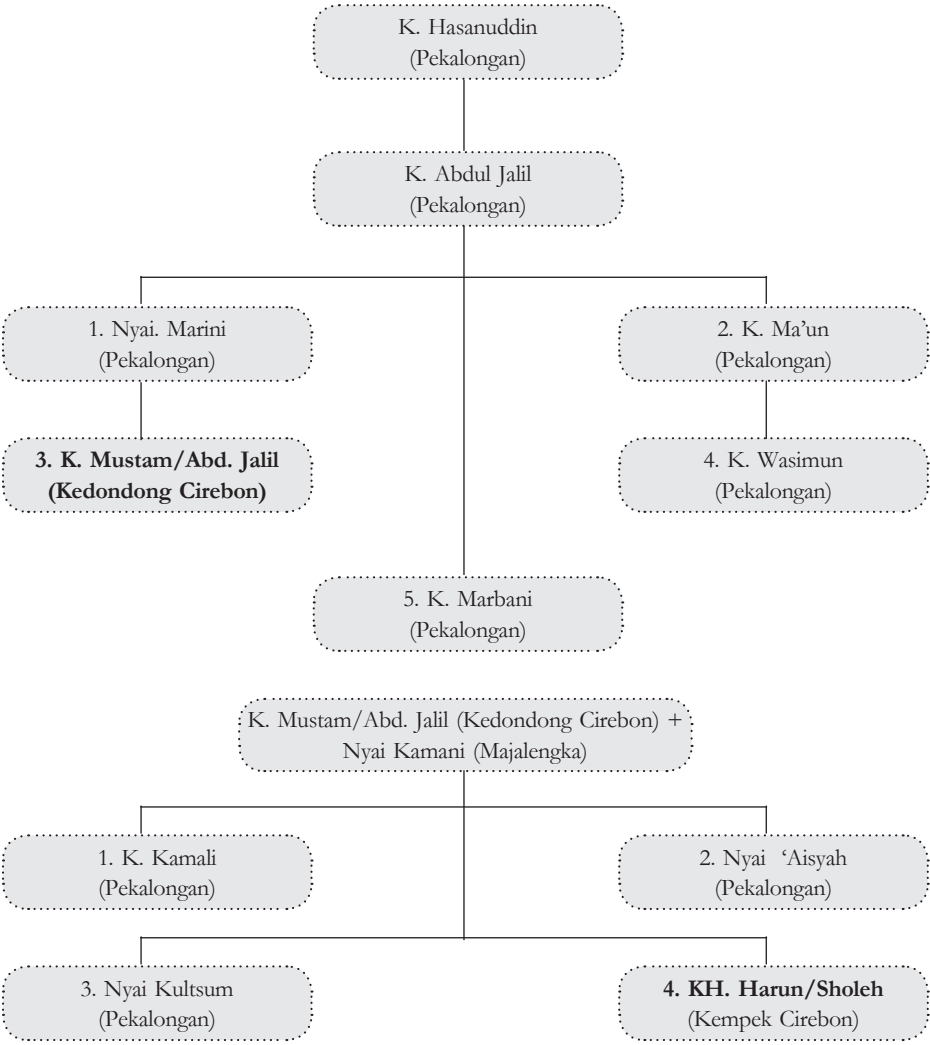 K. Hasanuddin
(Pekalongan)
K. Abdul Jalil
(Pekalongan)
1. Nyai. Marini
(Pekalongan)
2. K. Ma’un
(Pekalongan)
3. K. Mustam/Abd. Jalil
(Kedondong Cirebon)
4. K. Wasimun
(Pekalongan)
5. K. Marbani
(Pekalongan)
K. Mustam/Abd. Jalil (Kedondong Cirebon) +
Nyai Kamani (Majalengka)
1. K. Kamali
(Pekalongan)
2. Nyai ‘Aisyah
(Pekalongan)
3. Nyai Kultsum
(Pekalongan)
4. KH. Harun/Sholeh
(Kempek Cirebon)